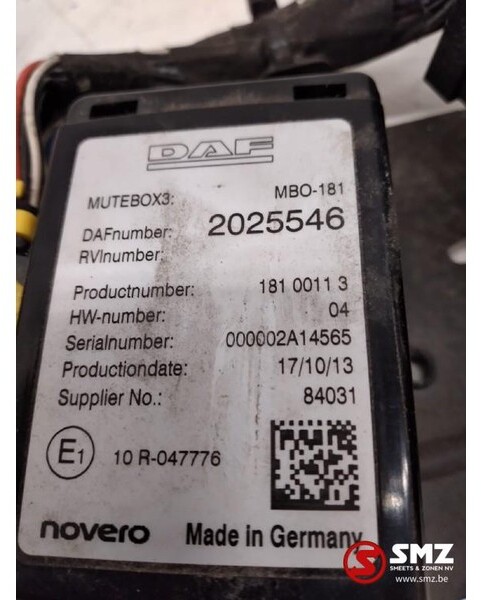 DAF
MUTEBOX3: MBO-181
DAFnumber: 2025546
RVInumber:
Productnumber: 181 0011 3
HW-number: 04
Serialnumber: 000002A14565
Productiondate: 17/10/13
Supplier No.: 84031
E1 10 R-047776
novero Made in Germany
SMZ
SMEETS & ZONEN NV
www.smz.be